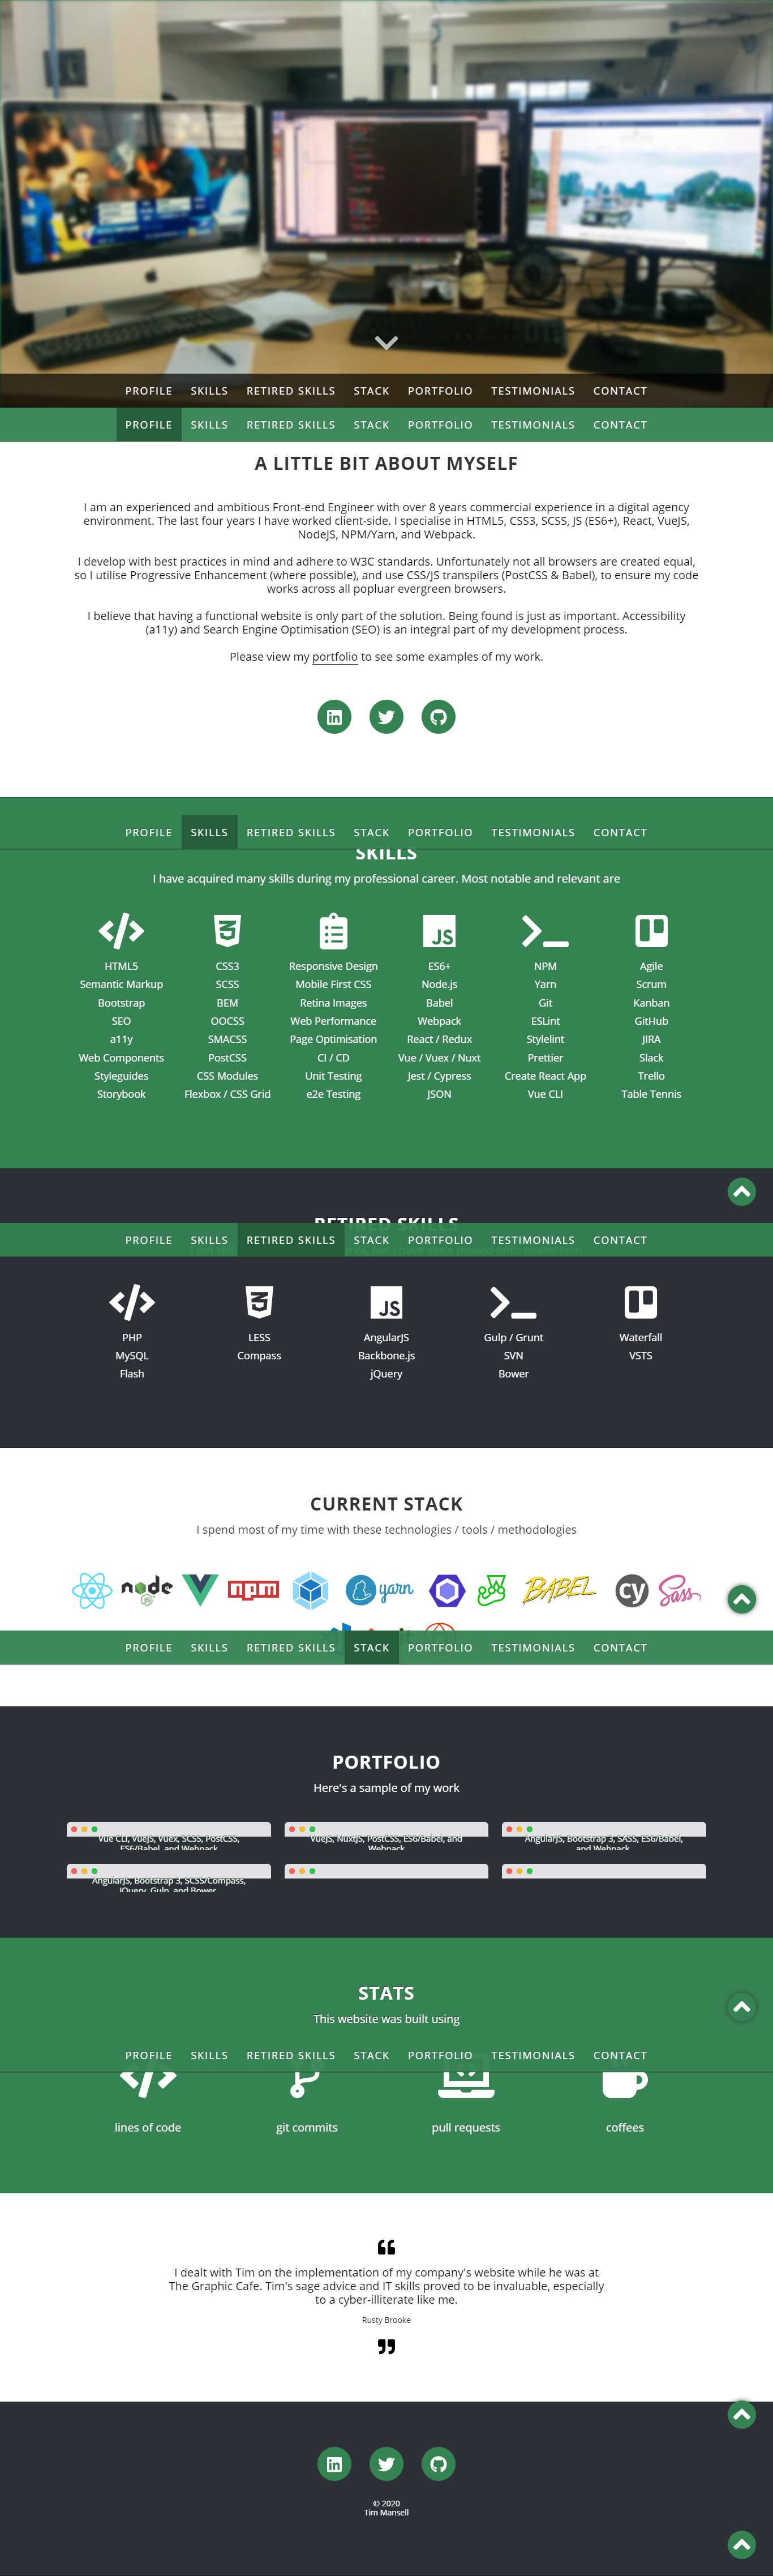 PROFILE SKILLS RETIRED SKILLS STACK PORTFOLIO TESTIMONIALS CONTACT
PROFILE SKILLS RETIRED SKILLS STACK PORTFOLIO TESTIMONIALS CONTACT
A LITTLE BIT ABOUT MYSELF
I am an experienced and ambitious Front-end Engineer with over 8 years commercial experience in a digital agency
environment. The last four years I have worked client-side. I specialise in HTML5, CSS3, SCSS, JS (ES6+), React, VueJS,
NodeJS, NPM/Yarn, and Webpack.
I develop with best practices in mind and adhere to W3C standards. Unfortunately not all browsers are created equal,
so I utilise Progressive Enhancement (where possible), and use CSS/JS transpilers (PostCSS & Babel), to ensure my code
works across all popluar evergreen browsers.
I believe that having a functional website is only part of the solution. Being found is just as important. Accessibility
(a11y) and Search Engine Optimisation (SEO) is an integral part of my development process.
Please view my portfolio to see some examples of my work.
in
PROFILE SKILLS RETIRED SKILLS STACK PORTFOLIO TESTIMONIALS CONTACT
SKILLS
I have acquired many skills during my professional career. Most notable and relevant are
JS
HTML5 CSS3 Responsive Design ES6+ NPM Agile
Semantic Markup SCSS Mobile First CSS Node.js Yarn Scrum
Bootstrap BEM Retina Images Babel Git Kanban
SEO OOCSS Web Performance Webpack ESLint GitHub
a11y SMACSS Page Optimisation React / Redux Stylelint JIRA
Web Components PostCSS CI / CD Vue / Vuex / Nuxt Prettier Slack
Styleguides CSS Modules Unit Testing Jest / Cypress Create React App Trello
Storybook Flexbox / CSS Grid e2e Testing JSON Vue CLI Table Tennis
RETIRED SKILLS
PROFILE SKILLS RETIRED SKILLS STACK PORTFOLIO TESTIMONIALS CONTACT
JS
PHP LESS AngularJS Gulp / Grunt Waterfall
MySQL Compass Backbone.js SVN VSTS
Flash jQuery Bower
CURRENT STACK
I spend most of my time with these technologies / tools / methodologies
node JS npm yarn BABEL cy Sass
PROFILE SKILLS RETIRED SKILLS STACK PORTFOLIO TESTIMONIALS CONTACT
PORTFOLIO
Here's a sample of my work
Vue CLI, VueJS, Vuex, SCSS, PostCSS, VueJS, NuxtJS, PostCSS, ES6/Babel, and AngularJS, Bootstrap 3, SASS, ES6/Babel,
ES6/Babel, and Webpack Webpack and Webpack
AngularJS, Bootstrap 3, SCSS/Compass,
jQuery, Gulp, and Bower
STATS
This website was built using
PROFILE SKILLS RETIRED SKILLS STACK PORTFOLIO TESTIMONIALS CONTACT
lines of code git commits pull requests coffees
I dealt with Tim on the implementation of my company's website while he was at
The Graphic Cafe. Tim's sage advice and IT skills proved to be invaluable, especially
to a cyber-illiterate like me.
Rusty Brooke
in
© 2020
Tim Mansell